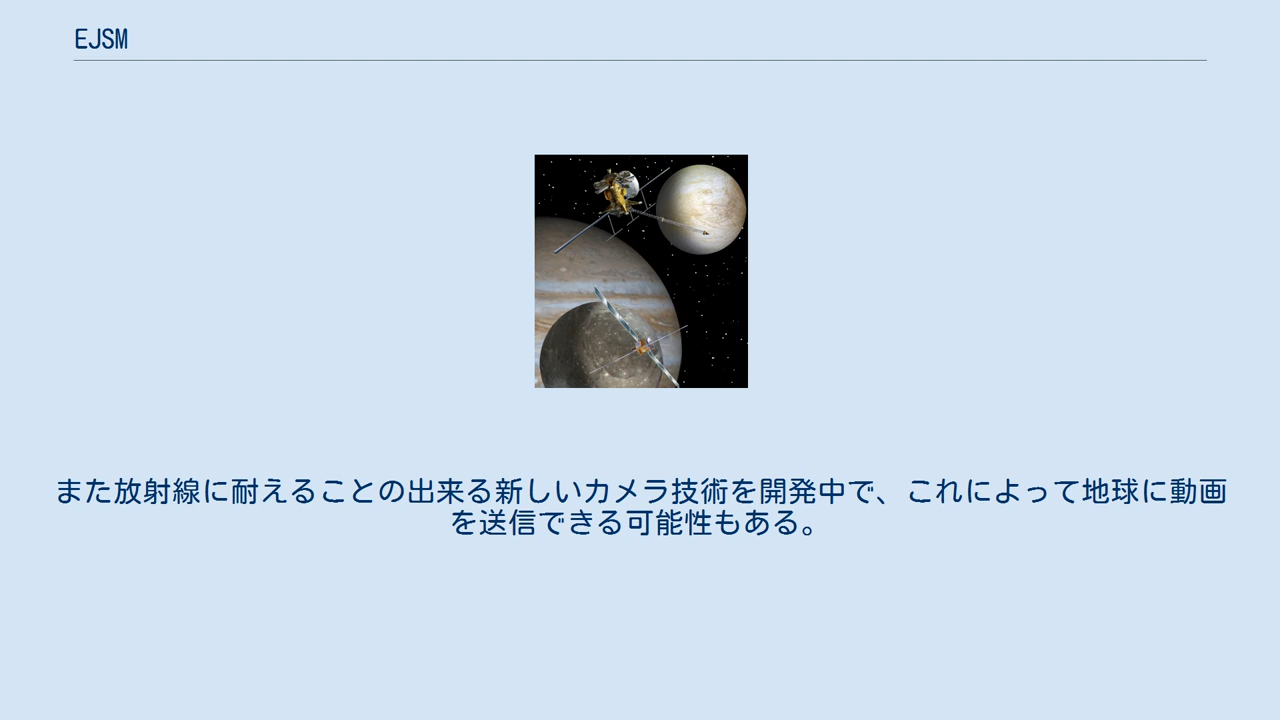 EJSM
また放射線に耐えることの出来る新しいカメラ技術を開発中で、これによって地球に動画
を送信できる可能性もある。